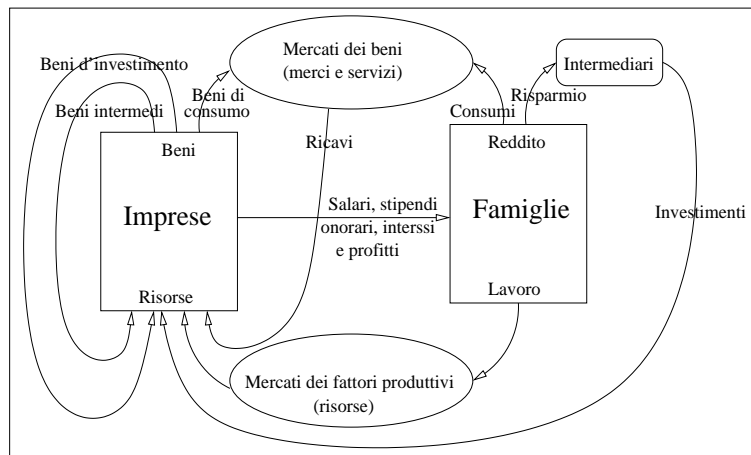 Beni d'investimento
Mercati dei beni
(merci e servizi)
Intermediari
Beni intermedi
Beni di
consumo
Risparmio
Consumi
Ricavi
Beni
Reddito
Imprese
Salari, stipendi
onorari, interssi
e profitti
Famiglie
Investimenti
Risorse
Lavoro
Mercati dei fattori produttivi
(risorse)